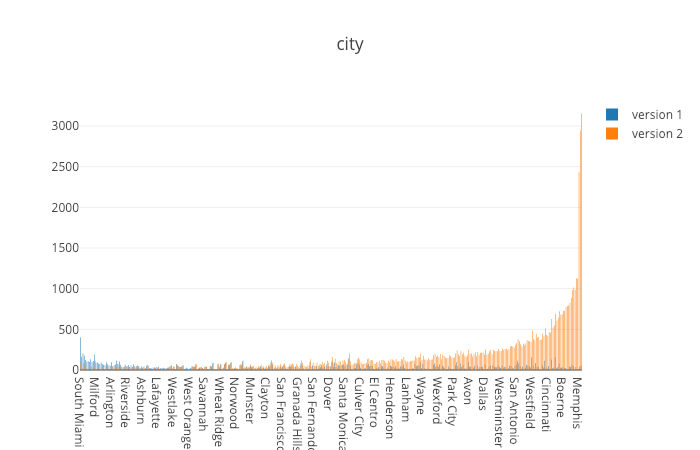 city
version 1
version 2
3000
2500
2000
1500
1000
500
0
South Miami
Milford
Arlington
Riverside
Ashburn
Lafayette
Westlake
West Orange
Savannah
Wheat Ridge
Norwood
Munster
Clayton
San Francisco
Granada Hills
San Fernando
Dover
Santa Monica
Culver City
El Centro
Henderson
Lanham
Wayne
Wexford
Park City
Avon
Dallas
Westminster
San Antonio
Westfield
Cincinnati
Boerne
Memphis